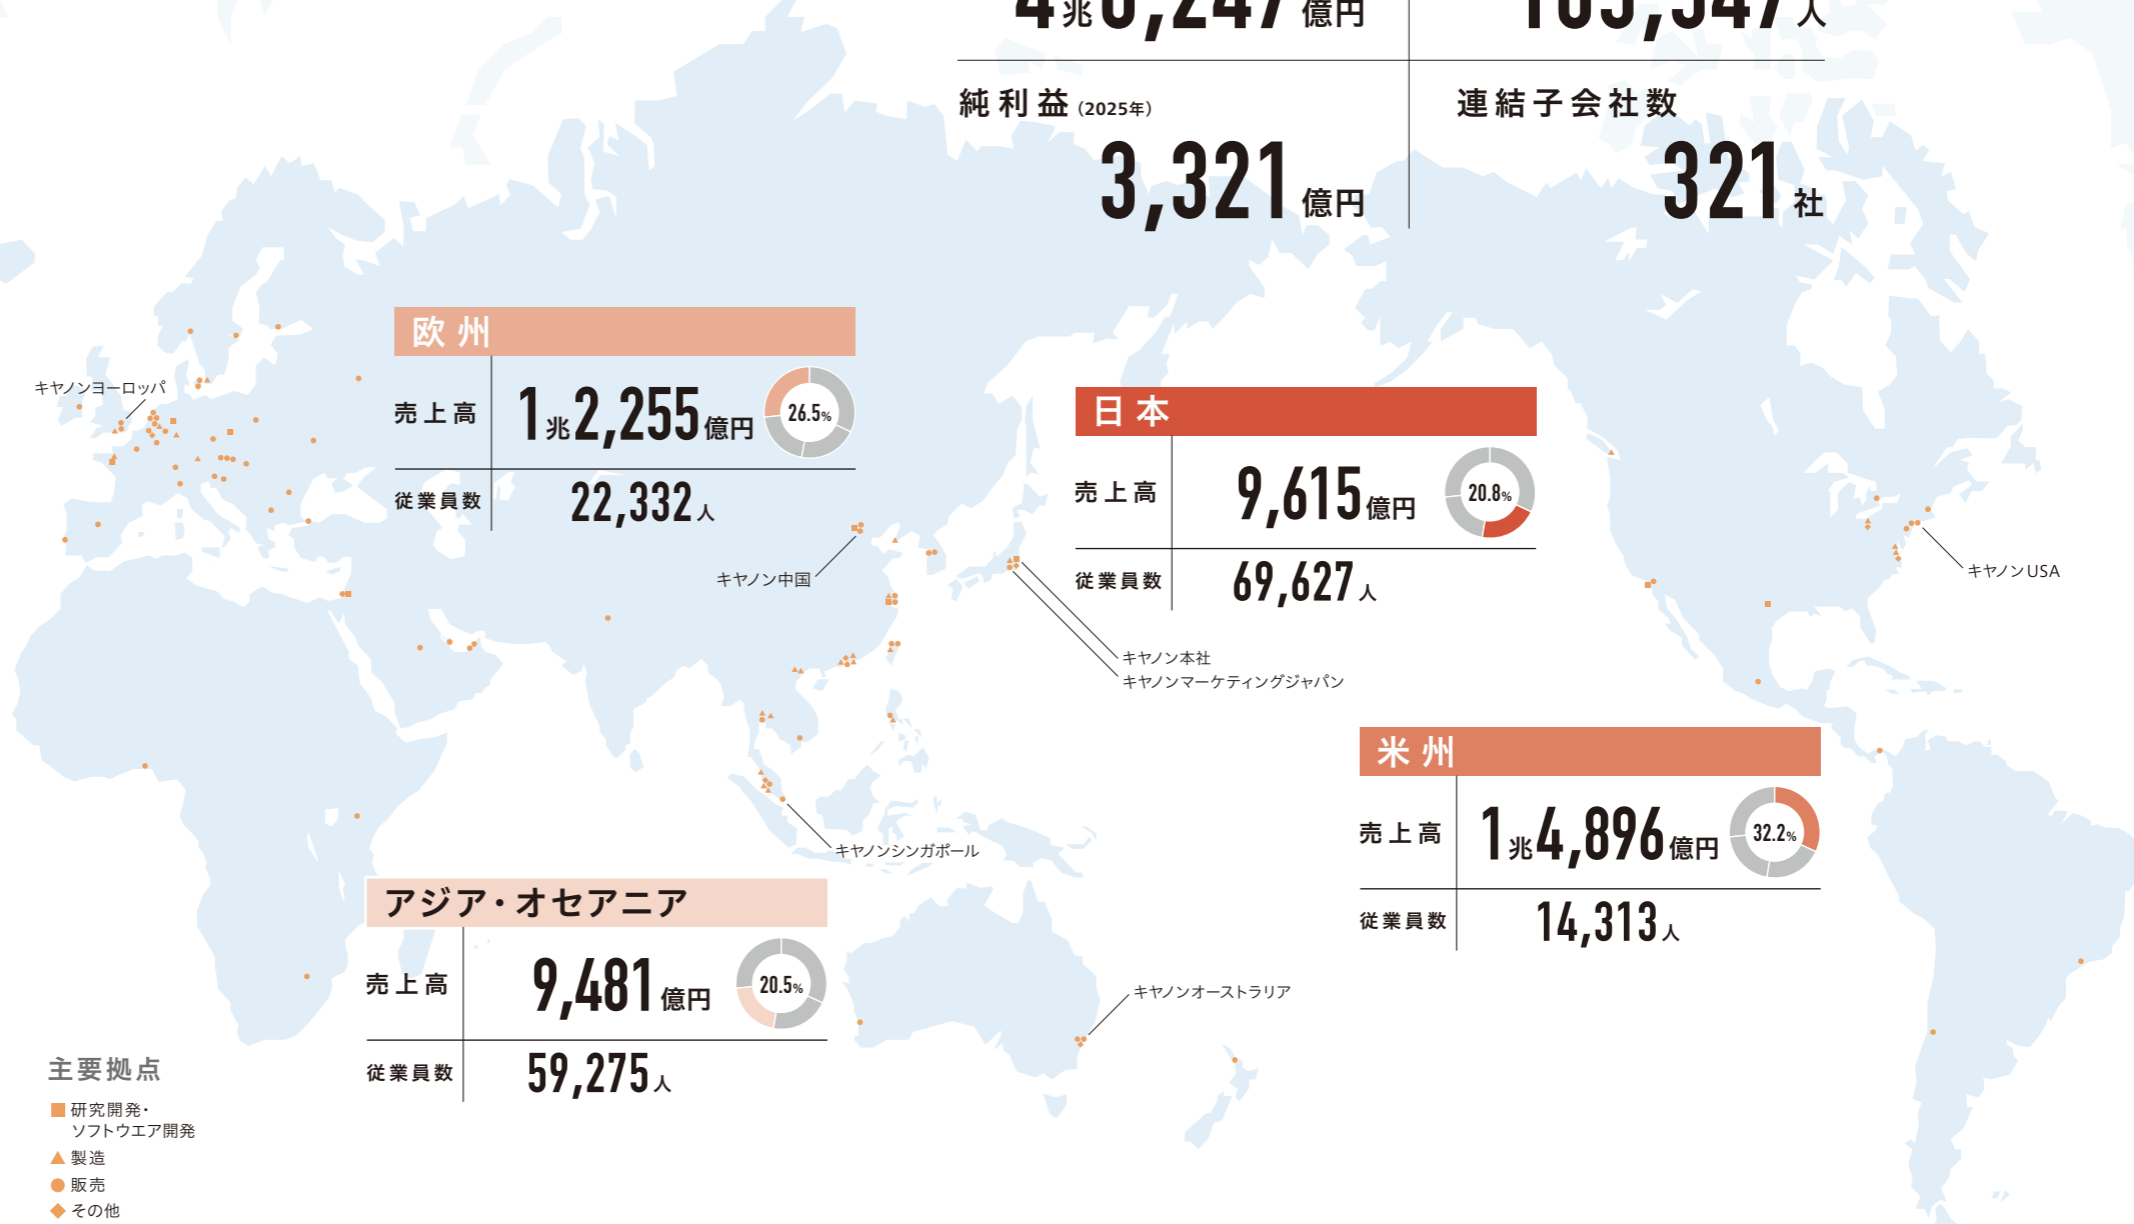 4兆6,247億円
165,547人
純利益（2025年）
3,321億円
連結子会社数
321社
欧州
売上高 1兆2,255億円 26.5%
従業員数 22,332人
キヤノンヨーロッパ
日本
売上高 9,615億円 20.8%
従業員数 69,627人
キヤノン中国
キヤノンUSA
キヤノン本社
キヤノンマーケティングジャパン
米州
売上高 1兆4,896億円 32.2%
従業員数 14,313人
キヤノンシンガポール
アジア・オセアニア
売上高 9,481億円 20.5%
従業員数 59,275人
キヤノンオーストラリア
主要拠点
研究開発・
ソフトウエア開発
製造
販売
その他